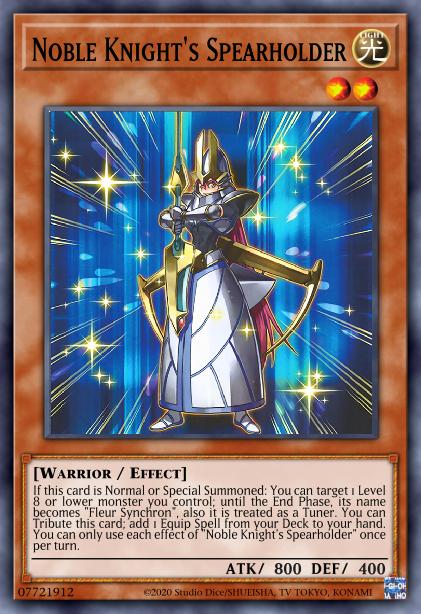 Noble Knight's Spearholder
LIGHT
光
[Warrior / Effect]
If this card is Normal or Special Summoned: You can target 1 Level
8 or lower monster you control; until the End Phase, its name
becomes "Fleur Synchron", also it is treated as a Tuner. You can
Tribute this card; add 1 Equip Spell from your Deck to your hand.
You can only use each effect of "Noble Knight's Spearholder" once
per turn.
ATK/ 800 DEF/ 400
07721912
©2020 Studio Dice/SHUEISHA, TV TOKYO, KONAMI